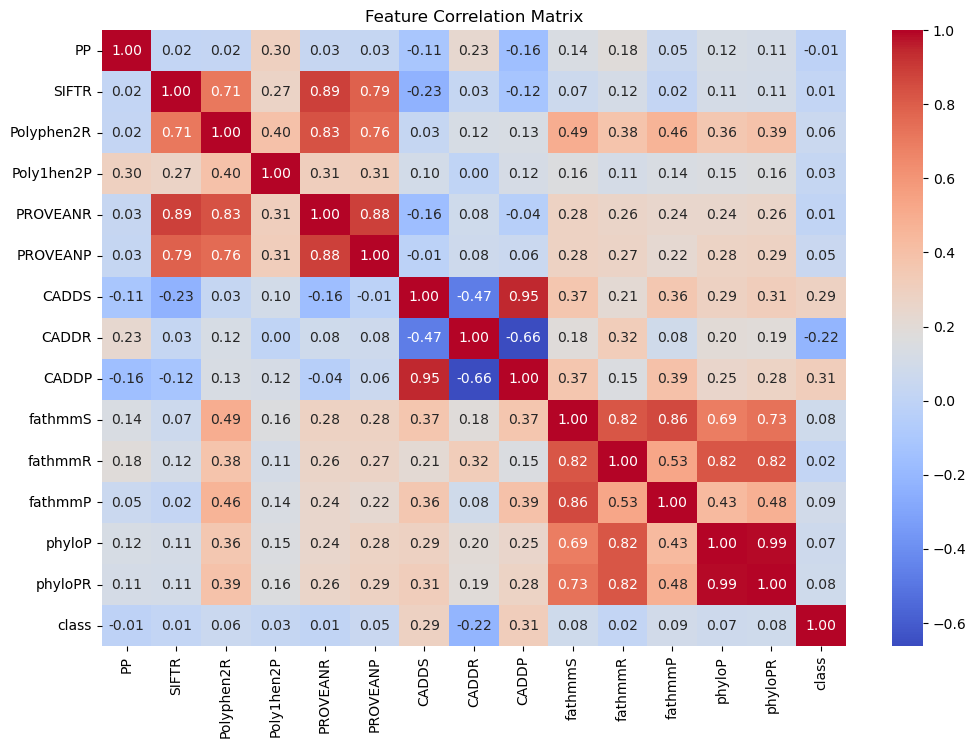 Feature Correlation Matrix
PP 1.00 0.02 0.02 0.30 0.03 0.03 -0.11 0.23 -0.16 0.14 0.18 0.05 0.12 0.11 -0.01
SIFTR 0.02 1.00 0.71 0.27 0.89 0.79 -0.23 0.03 -0.12 0.07 0.12 0.02 0.11 0.11 0.01
Polyphen2R 0.02 0.71 1.00 0.40 0.83 0.76 0.03 0.12 0.13 0.49 0.38 0.46 0.36 0.39 0.06
Poly1hen2P 0.30 0.27 0.40 1.00 0.31 0.31 0.10 0.00 0.12 0.16 0.11 0.14 0.15 0.16 0.03
PROVEANR 0.03 0.89 0.83 0.31 1.00 0.88 -0.16 0.08 -0.04 0.28 0.26 0.24 0.24 0.26 0.01
PROVEANP 0.03 0.79 0.76 0.31 0.88 1.00 -0.01 0.08 0.06 0.28 0.27 0.22 0.28 0.29 0.05
CADDS -0.11 -0.23 0.03 0.10 -0.16 -0.01 1.00 -0.47 0.95 0.37 0.21 0.36 0.29 0.31 0.29
CADDR 0.23 0.03 0.12 0.00 0.08 0.08 -0.47 1.00 -0.66 0.18 0.32 0.08 0.20 0.19 -0.22
CADDP -0.16 -0.12 0.13 0.12 -0.04 0.06 0.95 -0.66 1.00 0.37 0.15 0.39 0.25 0.28 0.31
fathmmS 0.14 0.07 0.49 0.16 0.28 0.28 0.37 0.18 0.37 1.00 0.82 0.86 0.69 0.73 0.08
fathmmR 0.18 0.12 0.38 0.11 0.26 0.27 0.21 0.32 0.15 0.82 1.00 0.53 0.82 0.82 0.02
fathmmP 0.05 0.02 0.46 0.14 0.24 0.22 0.36 0.08 0.39 0.86 0.53 1.00 0.43 0.48 0.09
phyloP 0.12 0.11 0.36 0.15 0.24 0.28 0.29 0.20 0.25 0.69 0.82 0.43 1.00 0.99 0.07
phyloPR 0.11 0.11 0.39 0.16 0.26 0.29 0.31 0.19 0.28 0.73 0.82 0.48 0.99 1.00 0.08
class -0.01 0.01 0.06 0.03 0.01 0.05 0.29 -0.22 0.31 0.08 0.02 0.09 0.07 0.08 1.00
PP SIFTR Polyphen2R Poly1hen2P PROVEANR PROVEANP CADDS CADDR CADDP fathmmS fathmmR fathmmP phyloP phyloPR class
1.0
0.8
0.6
0.4
0.2
0.0
−0.2
−0.4
−0.6